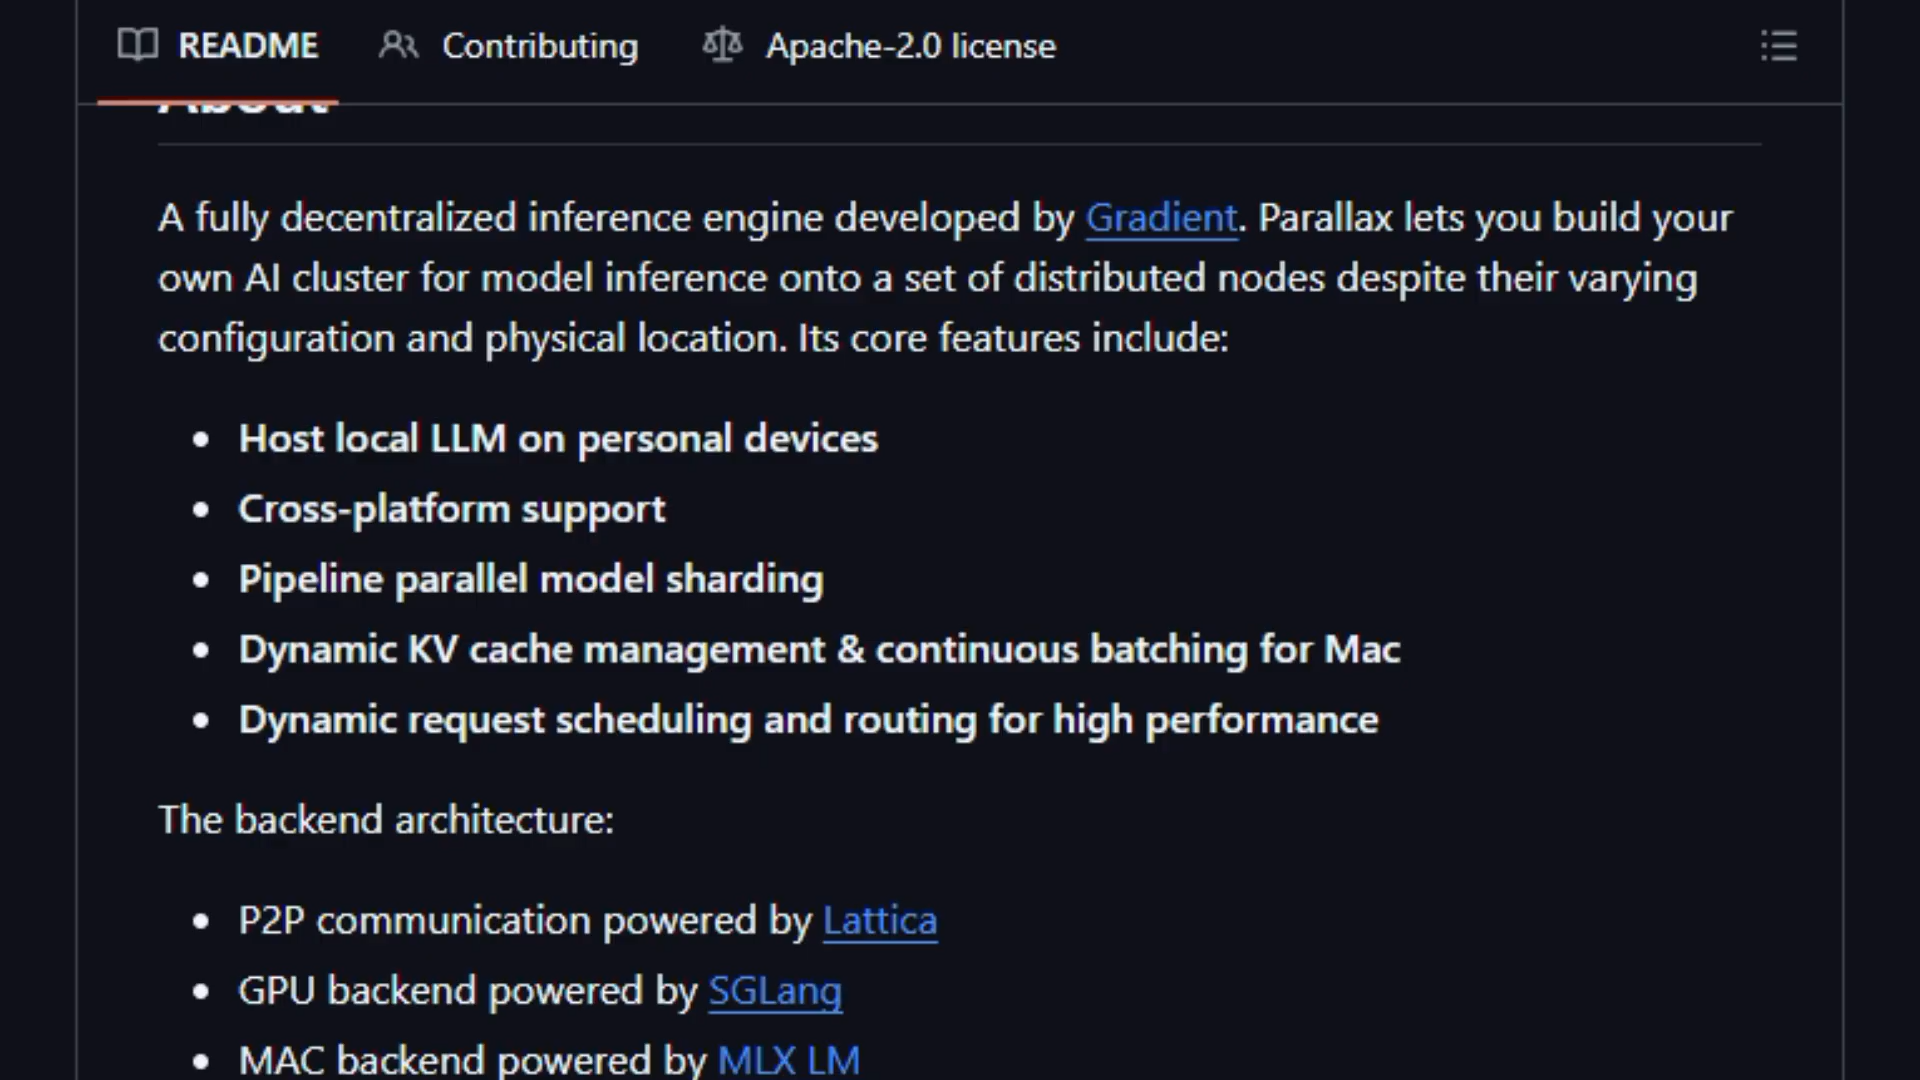 README Contributing Apache-2.0 license
About
A fully decentralized inference engine developed by Gradient. Parallax lets you build your
own AI cluster for model inference onto a set of distributed nodes despite their varying
configuration and physical location. Its core features include:
Host local LLM on personal devices
Cross-platform support
Pipeline parallel model sharding
Dynamic KV cache management & continuous batching for Mac
Dynamic request scheduling and routing for high performance
The backend architecture:
P2P communication powered by Lattica
GPU backend powered by SGLang
MAC backend powered by MLX LM